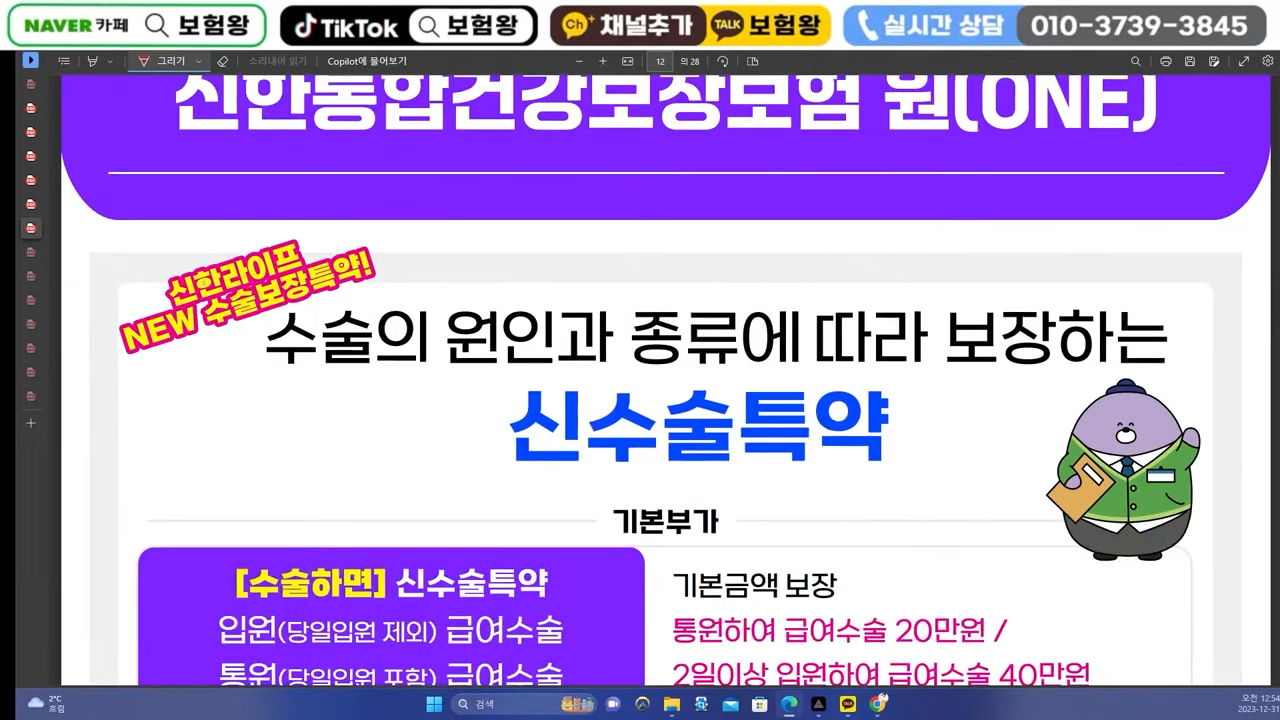 NAVER 카페 보험왕 TikTok 보험왕 Ch+ 채널추가 TALK 보험왕 실시간 상담 010-3739-3845
그리기 소리내어 읽기 Copilot에 물어보기 − + 12 의 28
신한통합건강보장보험 원(ONE)
신한라이프
NEW 수술보장특약!
수술의 원인과 종류에 따라 보장하는
신수술특약
기본부가
[수술하면] 신수술특약
입원(당일입원 제외) 급여수술
통원(당일입원 포함) 급여수술
기본금액 보장
통원하여 급여수술 20만원 /
2일이상 입원하여 급여수술 40만원
2°C
흐림
검색
오전 12:54
2023-12-31